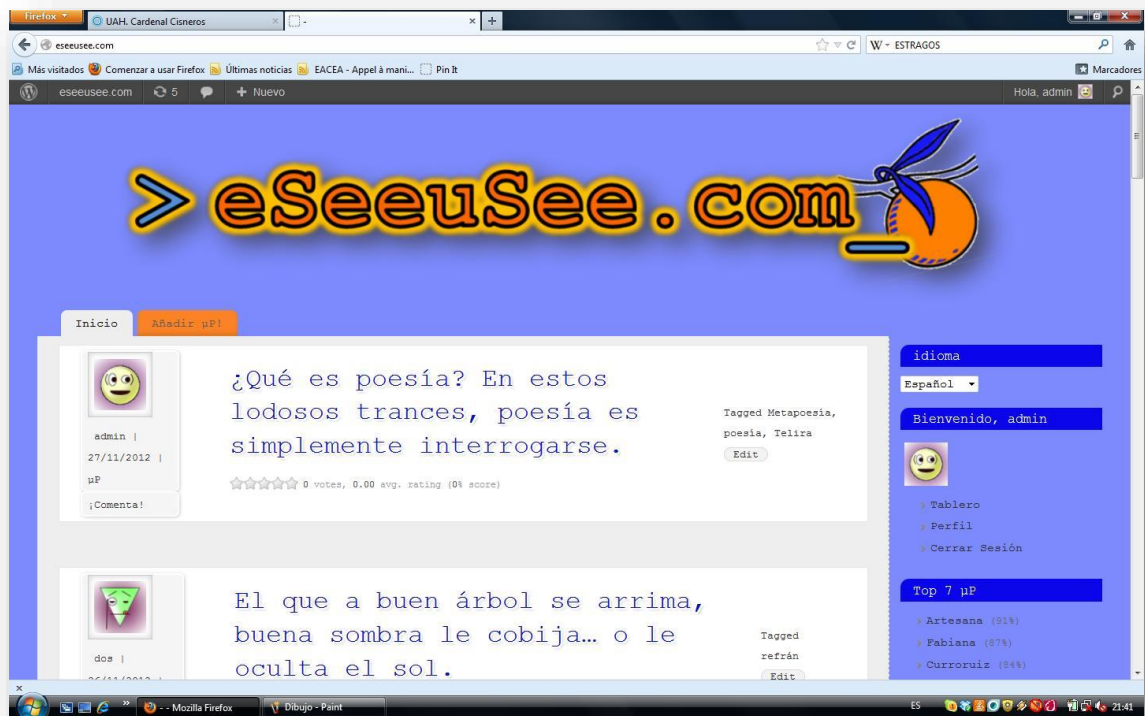 Firefox
UAH. Cardenal Cisneros
-
eseeusee.com
W ESTRAGOS
Más visitados Comenzar a usar Firefox Últimas noticias EACEA - Appel à mani... Pin It
Marcadores
eseeusee.com 5 + Nuevo
Hola, admin
> eSeeuSee.com_
Inicio Añadir µP!
¿Qué es poesía? En estos
lodosos trances, poesía es
simplemente interrogarse.
admin |
27/11/2012 |
µP
¡Comenta!
0 votes, 0.00 avg. rating (0% score)
Tagged Metapoesía,
poesía, Telira
Edit
El que a buen árbol se arrima,
buena sombra le cobija… o le
oculta el sol.
dos |
26/11/2012 |
Tagged
refrán
Edit
idioma
Español
Bienvenido, admin
Tablero
Perfil
Cerrar Sesión
Top 7 µP
Artesana (91%)
Fabiana (87%)
Curroruiz (84%)
x
- - Mozilla Firefox
Dibujo - Paint
ES
21:41